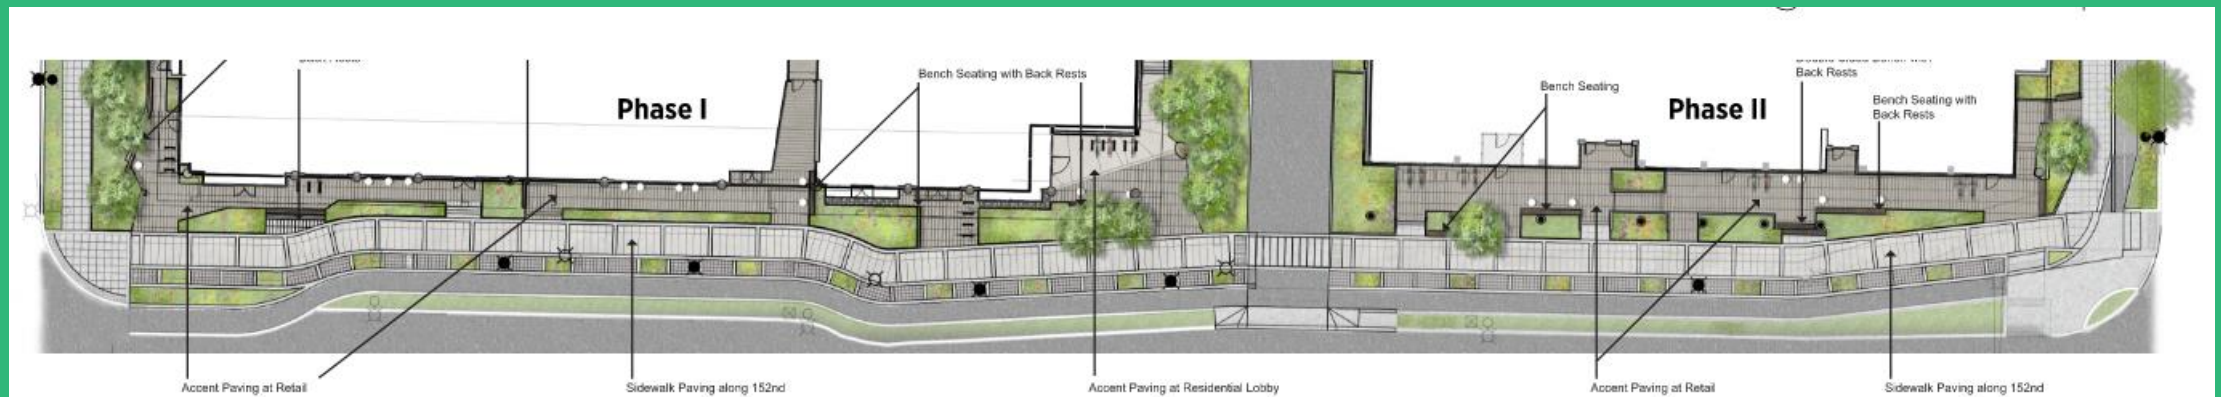 Bench Seating with Back Rests
Phase I
Bench Seating
Phase II
Back Rests
Bench Seating with
Back Rests
Accent Paving at Retail
Sidewalk Paving along 152nd
Accent Paving at Residential Lobby
Accent Paving at Retail
Sidewalk Paving along 152nd